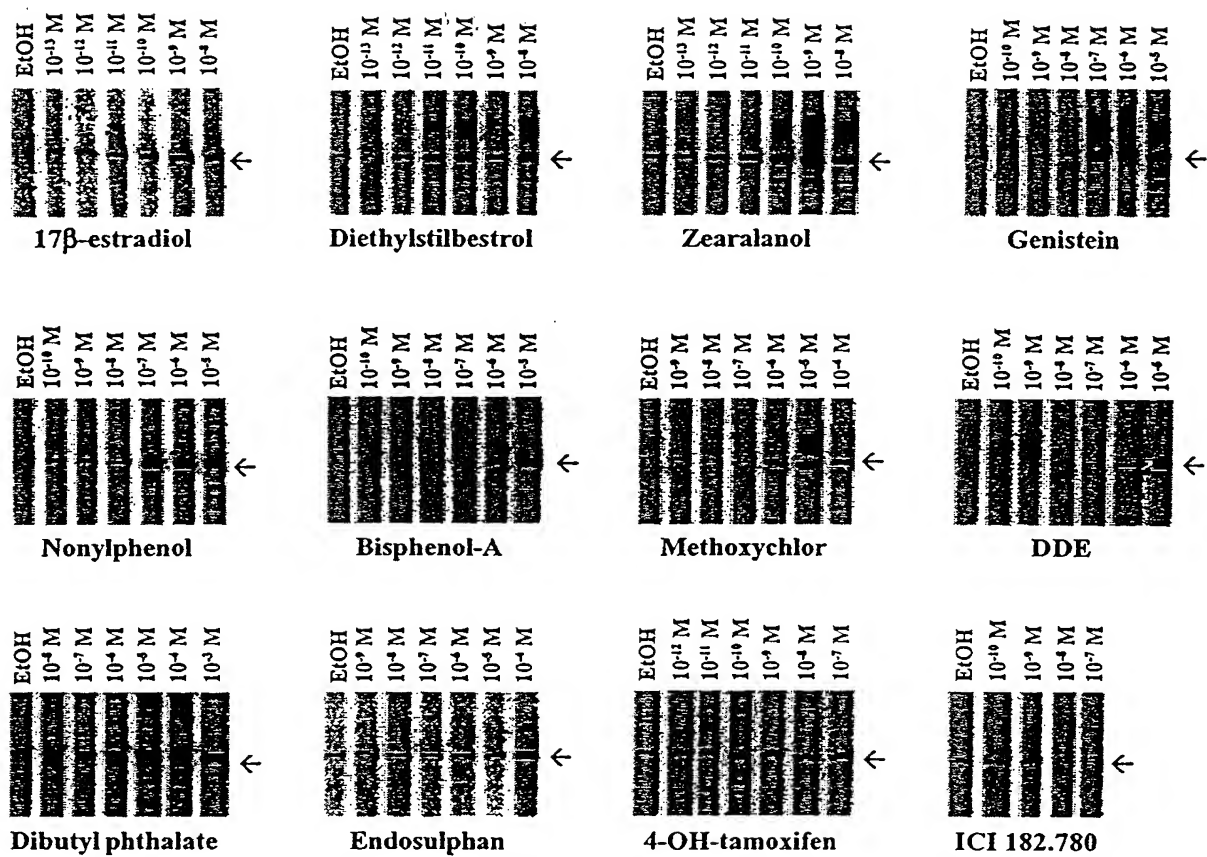 EtOH
10⁻¹³ M
10⁻¹² M
10⁻¹¹ M
10⁻¹⁰ M
10⁻⁹ M
10⁻⁸ M
17β-estradiol
EtOH
10⁻¹³ M
10⁻¹² M
10⁻¹¹ M
10⁻¹⁰ M
10⁻⁹ M
10⁻⁸ M
Diethylstilbestrol
EtOH
10⁻¹³ M
10⁻¹² M
10⁻¹¹ M
10⁻¹⁰ M
10⁻⁹ M
10⁻⁸ M
Zearalanol
EtOH
10⁻¹⁰ M
10⁻⁹ M
10⁻⁸ M
10⁻⁷ M
10⁻⁶ M
10⁻⁵ M
Genistein
EtOH
10⁻¹⁰ M
10⁻⁹ M
10⁻⁸ M
10⁻⁷ M
10⁻⁶ M
10⁻⁵ M
Nonylphenol
EtOH
10⁻¹⁰ M
10⁻⁹ M
10⁻⁸ M
10⁻⁷ M
10⁻⁶ M
10⁻⁵ M
Bisphenol-A
EtOH
10⁻⁹ M
10⁻⁸ M
10⁻⁷ M
10⁻⁶ M
10⁻⁵ M
10⁻⁴ M
Methoxychlor
EtOH
10⁻¹⁰ M
10⁻⁹ M
10⁻⁸ M
10⁻⁷ M
10⁻⁶ M
10⁻⁶ M
DDE
EtOH
10⁻⁸ M
10⁻⁷ M
10⁻⁶ M
10⁻⁵ M
10⁻⁴ M
10⁻³ M
Dibutyl phthalate
EtOH
10⁻⁹ M
10⁻⁸ M
10⁻⁷ M
10⁻⁶ M
10⁻⁵ M
10⁻⁴ M
Endosulphan
EtOH
10⁻¹² M
10⁻¹¹ M
10⁻¹⁰ M
10⁻⁹ M
10⁻⁸ M
10⁻⁷ M
4-OH-tamoxifen
EtOH
10⁻¹⁰ M
10⁻⁹ M
10⁻⁸ M
10⁻⁷ M
ICI 182.780